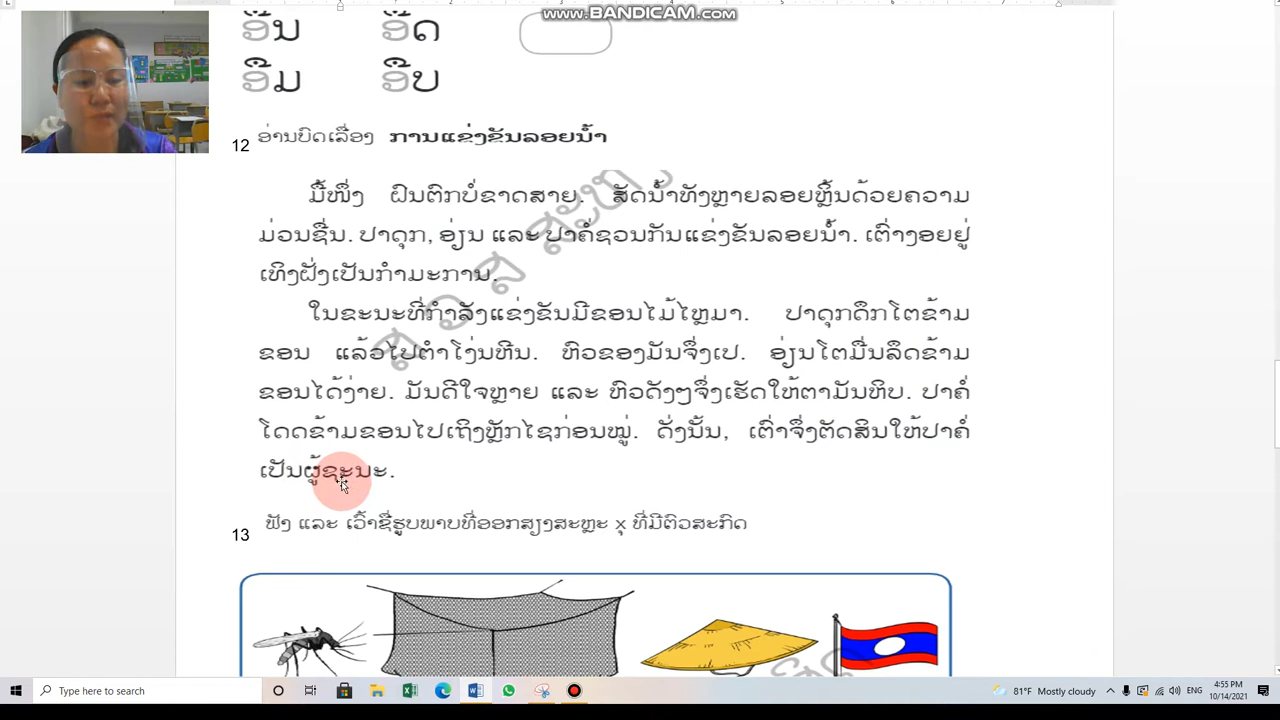 www.BANDICAM.com
ອືນ ອືດ
ອືມ ອືບ
12 ອ່ານບົດເລື່ອງ ການແຂ່ງຂັນລອຍນ້ຳ
ມື້ໜຶ່ງ ຝົນຕົກບໍ່ຂາດສາຍ. ສັດນ້ຳທັງຫຼາຍລອຍຫຼິ້ນດ້ວຍຄວາມ
ມ່ວນຊື່ນ. ປາດຸກ, ອ່ຽນ ແລະ ປາຄໍ່ຊວນກັນແຂ່ງຂັນລອຍນ້ຳ. ເຕົ່າງອຍຢູ່
ເທິງຝັ່ງເປັນກຳມະການ.
ໃນຂະນະທີ່ກຳລັງແຂ່ງຂັນມີຂອນໄມ້ໄຫຼມາ. ປາດຸກດຶກໂຕຂ້າມ
ຂອນ ແລ້ວໄປຕຳໂງ່ນຫີນ. ຫົວຂອງມັນຈຶ່ງເປ. ອ່ຽນໂຕມື່ນລຶດຂ້າມ
ຂອນໄດ້ງ່າຍ. ມັນດີໃຈຫຼາຍ ແລະ ຫົວດັງໆຈຶ່ງເຮັດໃຫ້ຕາມັນຫິບ. ປາຄໍ່
ໂດດຂ້າມຂອນໄປເຖິງຫຼັກໄຊກ່ອນໝູ່. ດັ່ງນັ້ນ, ເຕົ່າຈຶ່ງຕັດສິນໃຫ້ປາຄໍ່
ເປັນຜູ້ຊະນະ.
13 ຟັງ ແລະ ເວົ້າຊື່ຮູບພາບທີ່ອອກສຽງສະຫຼະ xຸ ທີ່ມີຕົວສະກົດ
Type here to search
81°F Mostly cloudy
ENG
4:55 PM
10/14/2021